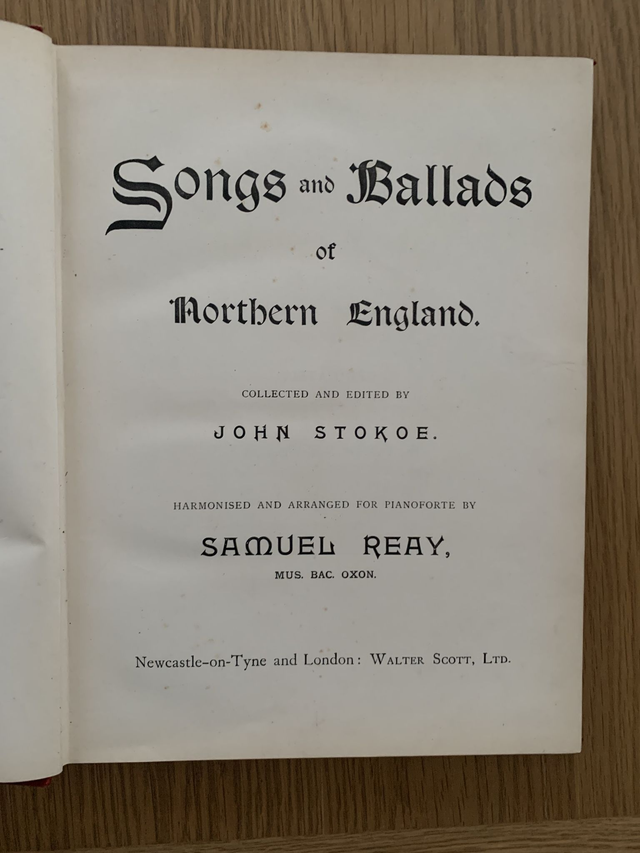 Songs and Ballads
of
Northern England.
COLLECTED AND EDITED BY
JOHN STOKOE.
HARMONISED AND ARRANGED FOR PIANOFORTE BY
SAMUEL REAY,
MUS. BAC. OXON.
Newcastle-on-Tyne and London: WALTER SCOTT, LTD.